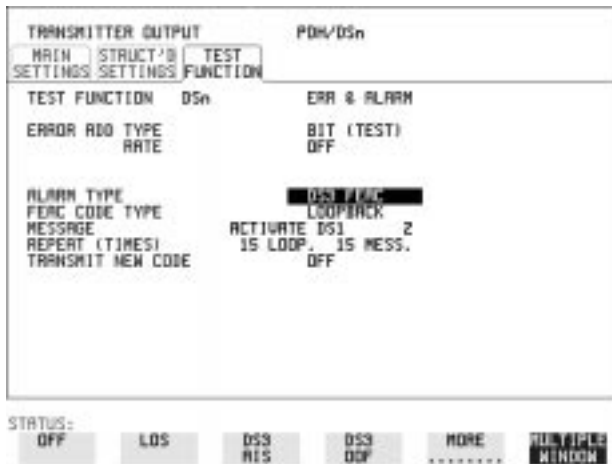 TRANSMITTER OUTPUT PDH/DSn
MAIN SETTINGS STRUCT'D SETTINGS TEST FUNCTION
TEST FUNCTION DSn ERR & ALARM
ERROR ADD TYPE BIT (TEST)
RATE OFF
ALARM TYPE DS3 FEAC
FEAC CODE TYPE LOOPBACK
MESSAGE ACTIVATE DS1 2
REPEAT (TIMES) 15 LOOP, 15 MESS.
TRANSMIT NEW CODE OFF
STATUS:
OFF LOS DS3 AIS DS3 OOF MORE ........ MULTIPLE WINDOW